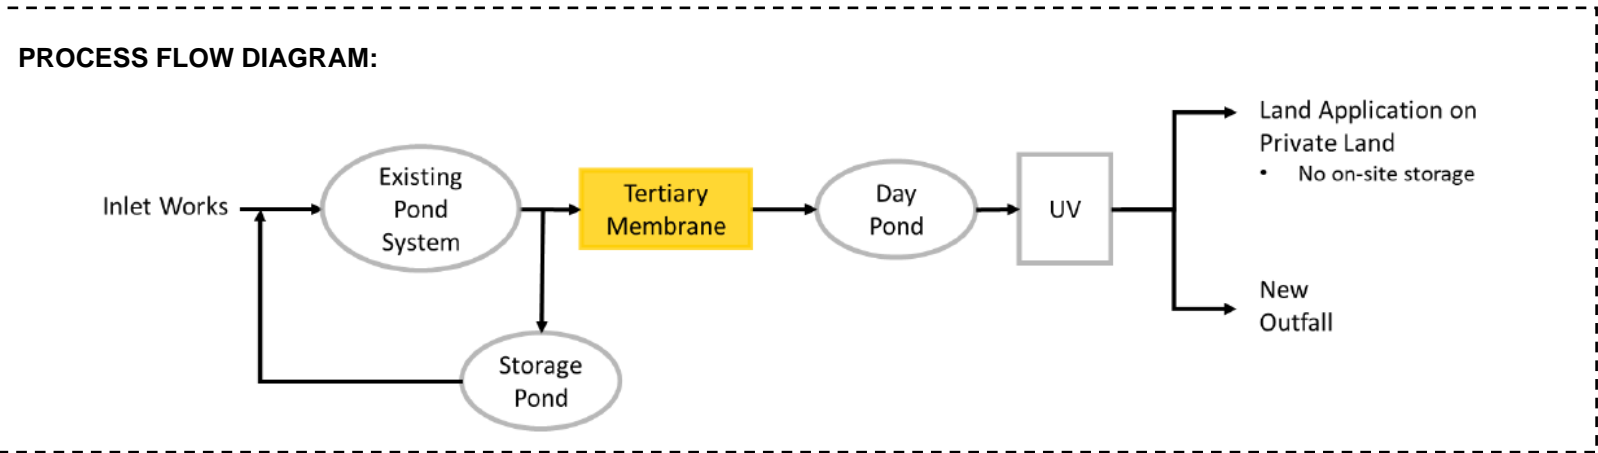 PROCESS FLOW DIAGRAM:
Inlet Works
Existing
Pond
System
Tertiary
Membrane
Day
Pond
UV
Land Application on
Private Land
• No on-site storage
New
Outfall
Storage
Pond